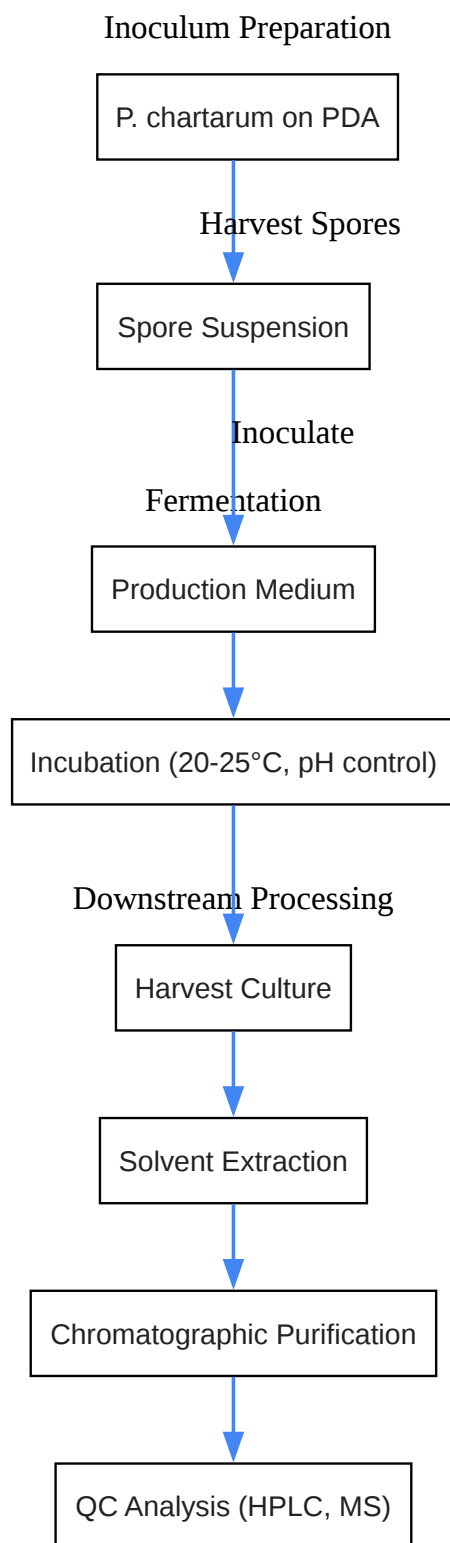 Inoculum Preparation
P. chartarum on PDA
Harvest Spores
Spore Suspension
Inoculate
Fermentation
Production Medium
Incubation (20-25°C, pH control)
Downstream Processing
Harvest Culture
Solvent Extraction
Chromatographic Purification
QC Analysis (HPLC, MS)